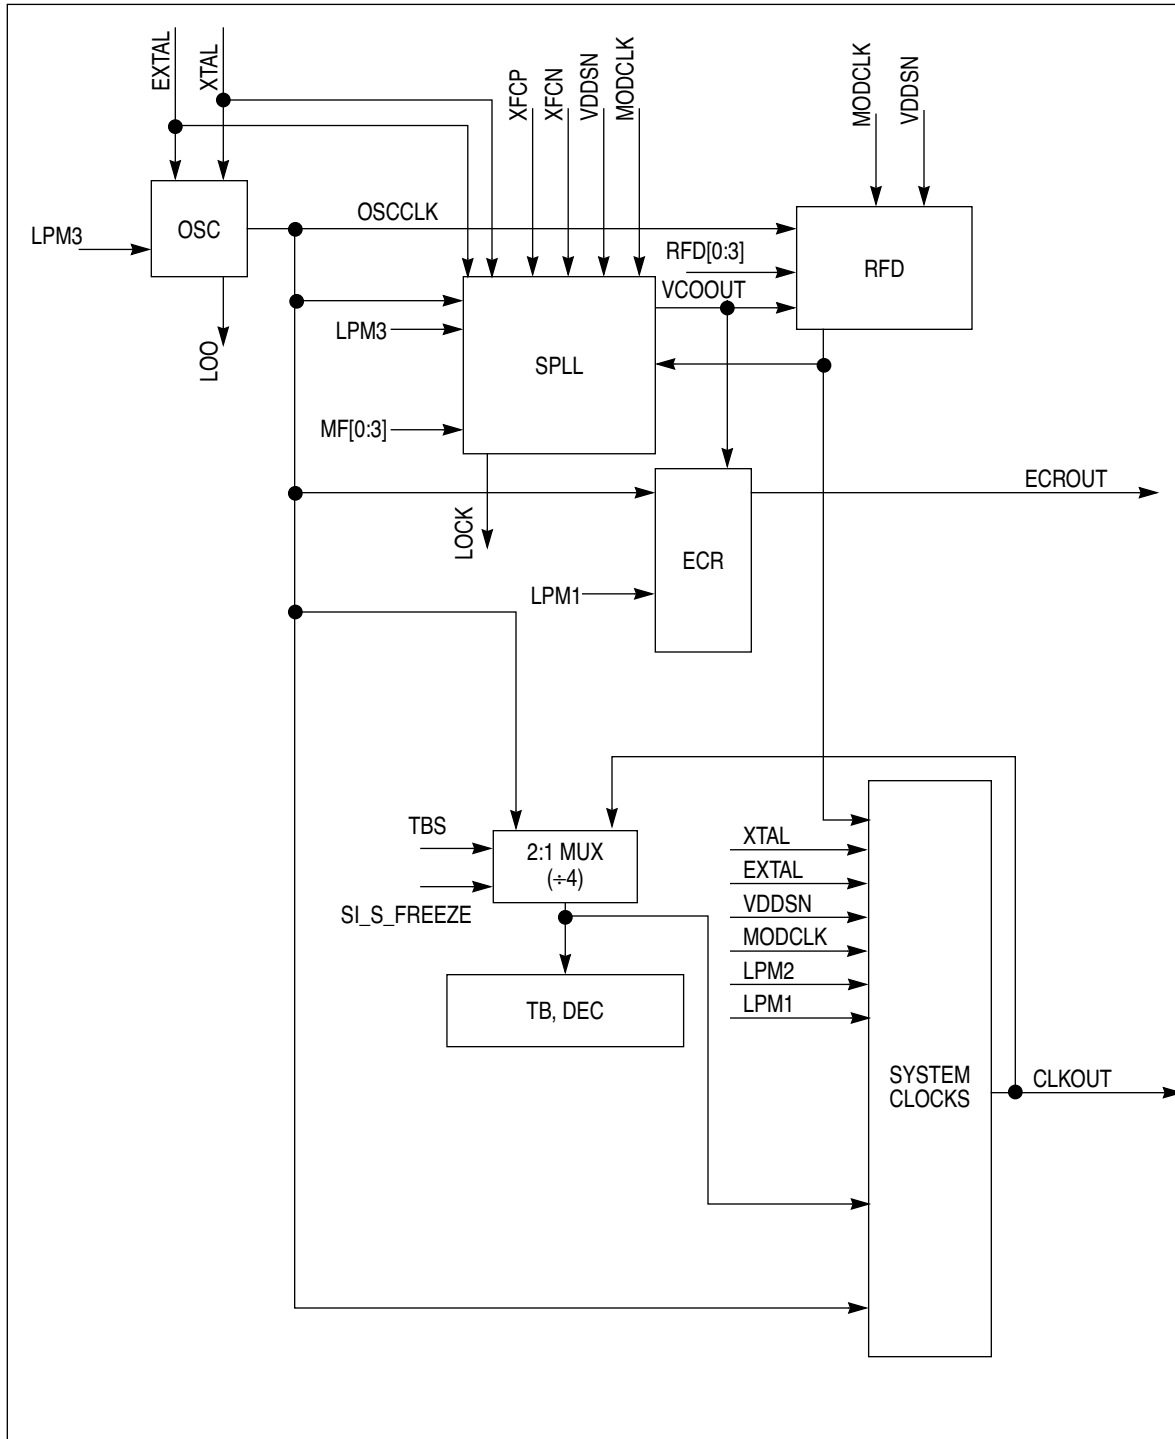 EXTAL
XTAL
XFCP
XFCN
VDDSN
MODCLK
MODCLK
VDDSN
OSCCLK
OSC
LPM3
RFD[0:3]
RFD
VCOOUT
LPM3
LOO
SPLL
MF[0:3]
ECROUT
LOCK
ECR
LPM1
TBS
2:1 MUX
(÷4)
XTAL
EXTAL
SI_S_FREEZE
VDDSN
MODCLK
LPM2
TB, DEC
LPM1
SYSTEM
CLOCKS
CLKOUT